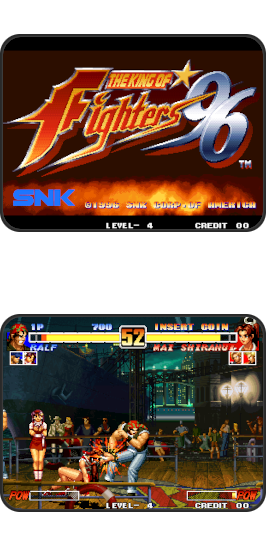 THE KING OF
Fighters '96
TM
SNK
©1996 SNK CORP. OF AMERICA
LEVEL- 4 CREDIT 00
1P 700 52 INSERT COIN
RALF MAI SHIRANUI
POW POW
LEVEL- 4 CREDIT 00